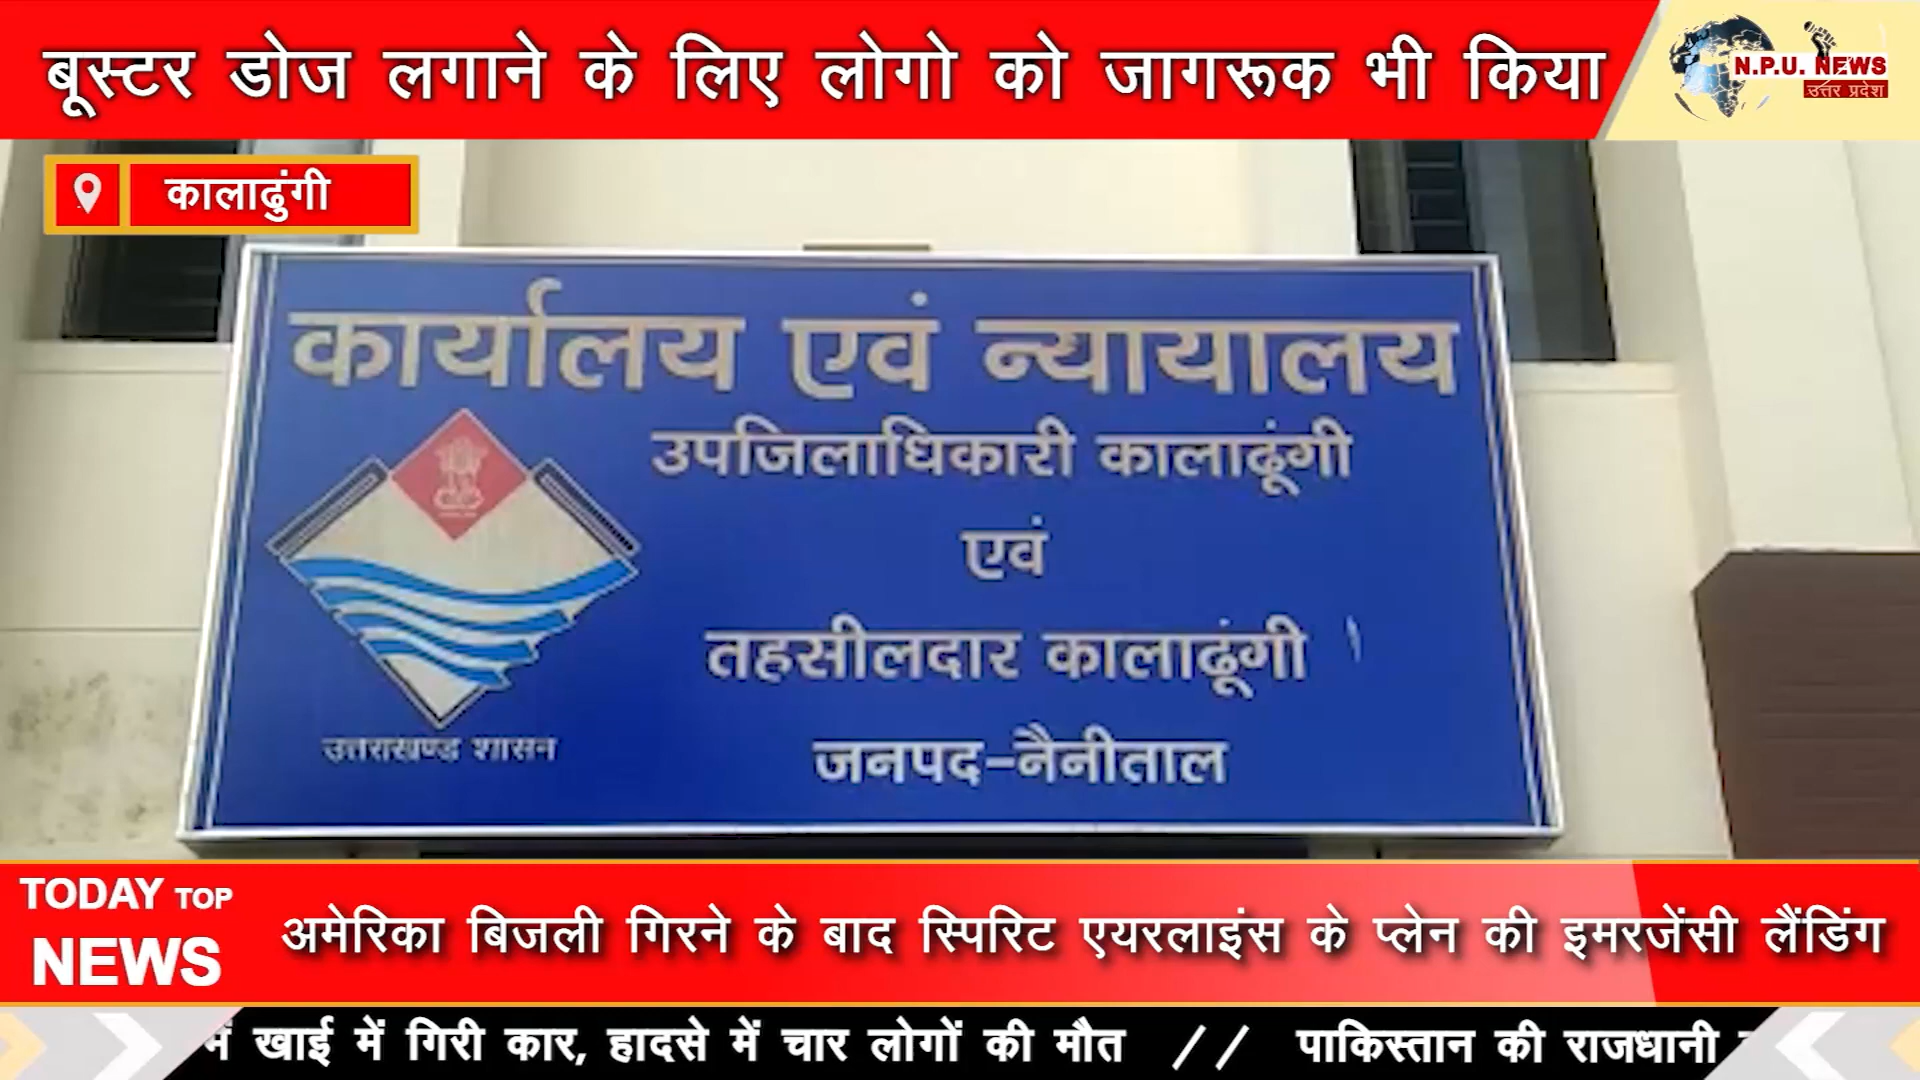 बूस्टर डोज लगाने के लिए लोगो को जागरूक भी किया
N.P.U. NEWS
उत्तर प्रदेश
कालाढुंगी
कार्यालय एवं न्यायालय
उपजिलाधिकारी कालाढूंगी
एवं
तहसीलदार कालाढूंगी
जनपद-नैनीताल
उत्तराखण्ड शासन
TODAY TOP
NEWS
अमेरिका बिजली गिरने के बाद स्पिरिट एयरलाइंस के प्लेन की इमरजेंसी लैंडिंग
में खाई में गिरी कार, हादसे में चार लोगों की मौत // पाकिस्तान की राजधानी